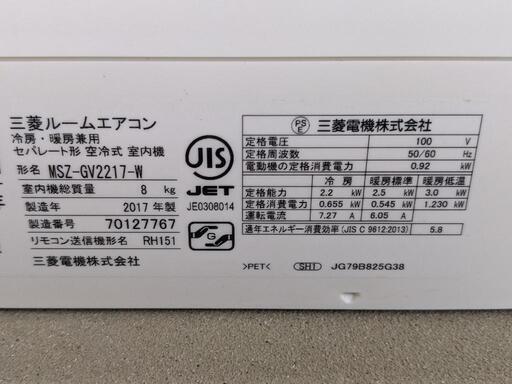 三菱ルームエアコン
冷房・暖房兼用
セパレート形 空冷式 室内機
形名 MSZ-GV2217-W
室内機総質量 8 kg
製造年 2017 年製
製造番号 70127767
リモコン送信機形名 RH151
三菱電機株式会社
JIS
JET
JE0308014
G
PS
E
三菱電機株式会社
定格電圧 100 V
定格周波数 50/60 Hz
電動機の定格消費電力 0.92 kW
冷房 暖房標準 暖房低温
定格能力 2.2 kW 2.5 kW 3.0 kW
定格消費電力 0.655 kW 0.545 kW 1.230 kW
運転電流 7.27 A 6.05 A
通年エネルギー消費効率(JIS C 9612:2013) 5.8
>PET< SH1 JG79B825G38